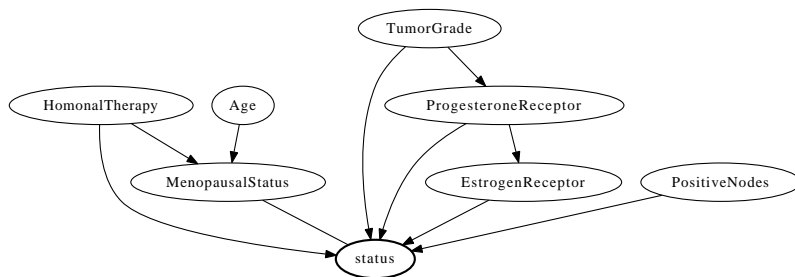 TumorGrade
HomonalTherapy
Age
ProgesteroneReceptor
MenopausalStatus
EstrogenReceptor
PositiveNodes
status